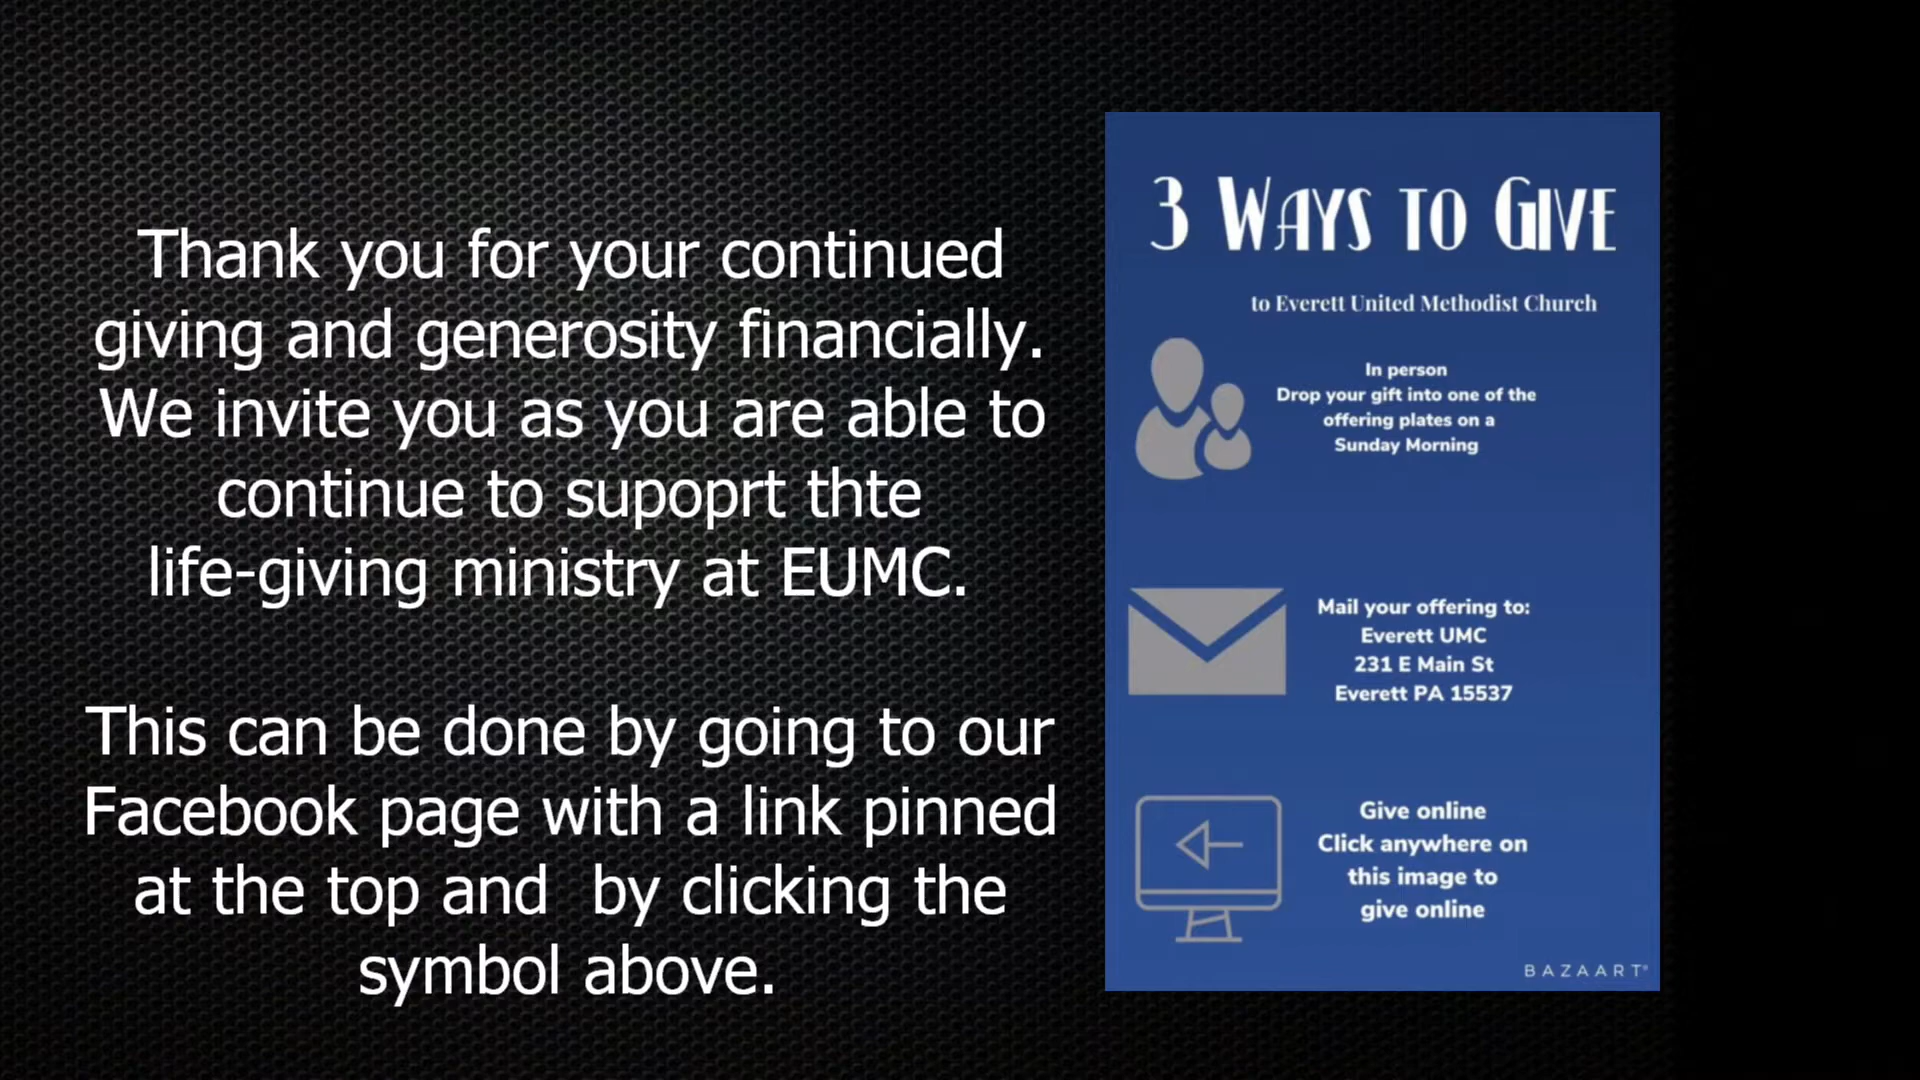 Thank you for your continued
giving and generosity financially.
We invite you as you are able to
continue to supoprt thte
life-giving ministry at EUMC.
This can be done by going to our
Facebook page with a link pinned
at the top and  by clicking the
symbol above.
3 WAYS TO GIVE
to Everett United Methodist Church
In person
Drop your gift into one of the
offering plates on a
Sunday Morning
Mail your offering to:
Everett UMC
231 E Main St
Everett PA 15537
Give online
Click anywhere on
this image to
give online
BAZAART®